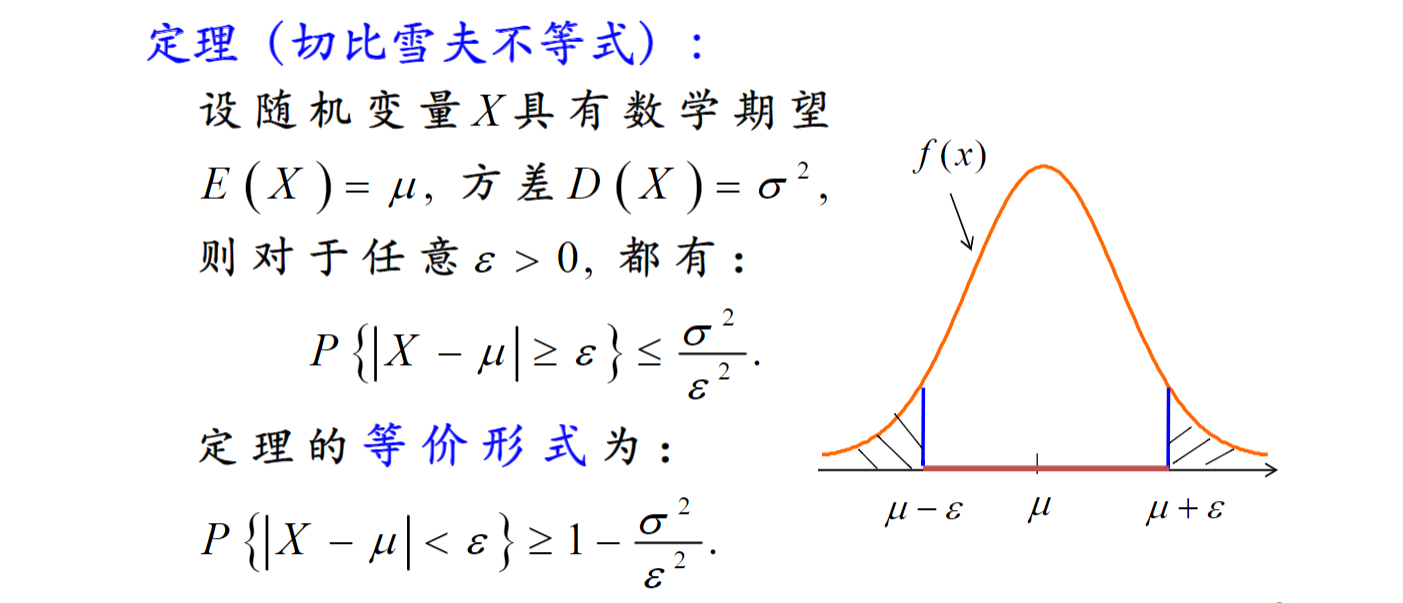 定理（切比雪夫不等式）:
设随机变量X具有数学期望
E(X) = μ, 方差D(X) = σ²,
则对于任意ε > 0, 都有：
P{|X − μ| ≥ ε} ≤ σ²/ε².
定理的等价形式为：
P{|X − μ| < ε} ≥ 1 − σ²/ε².
f(x)
μ − ε μ μ + ε